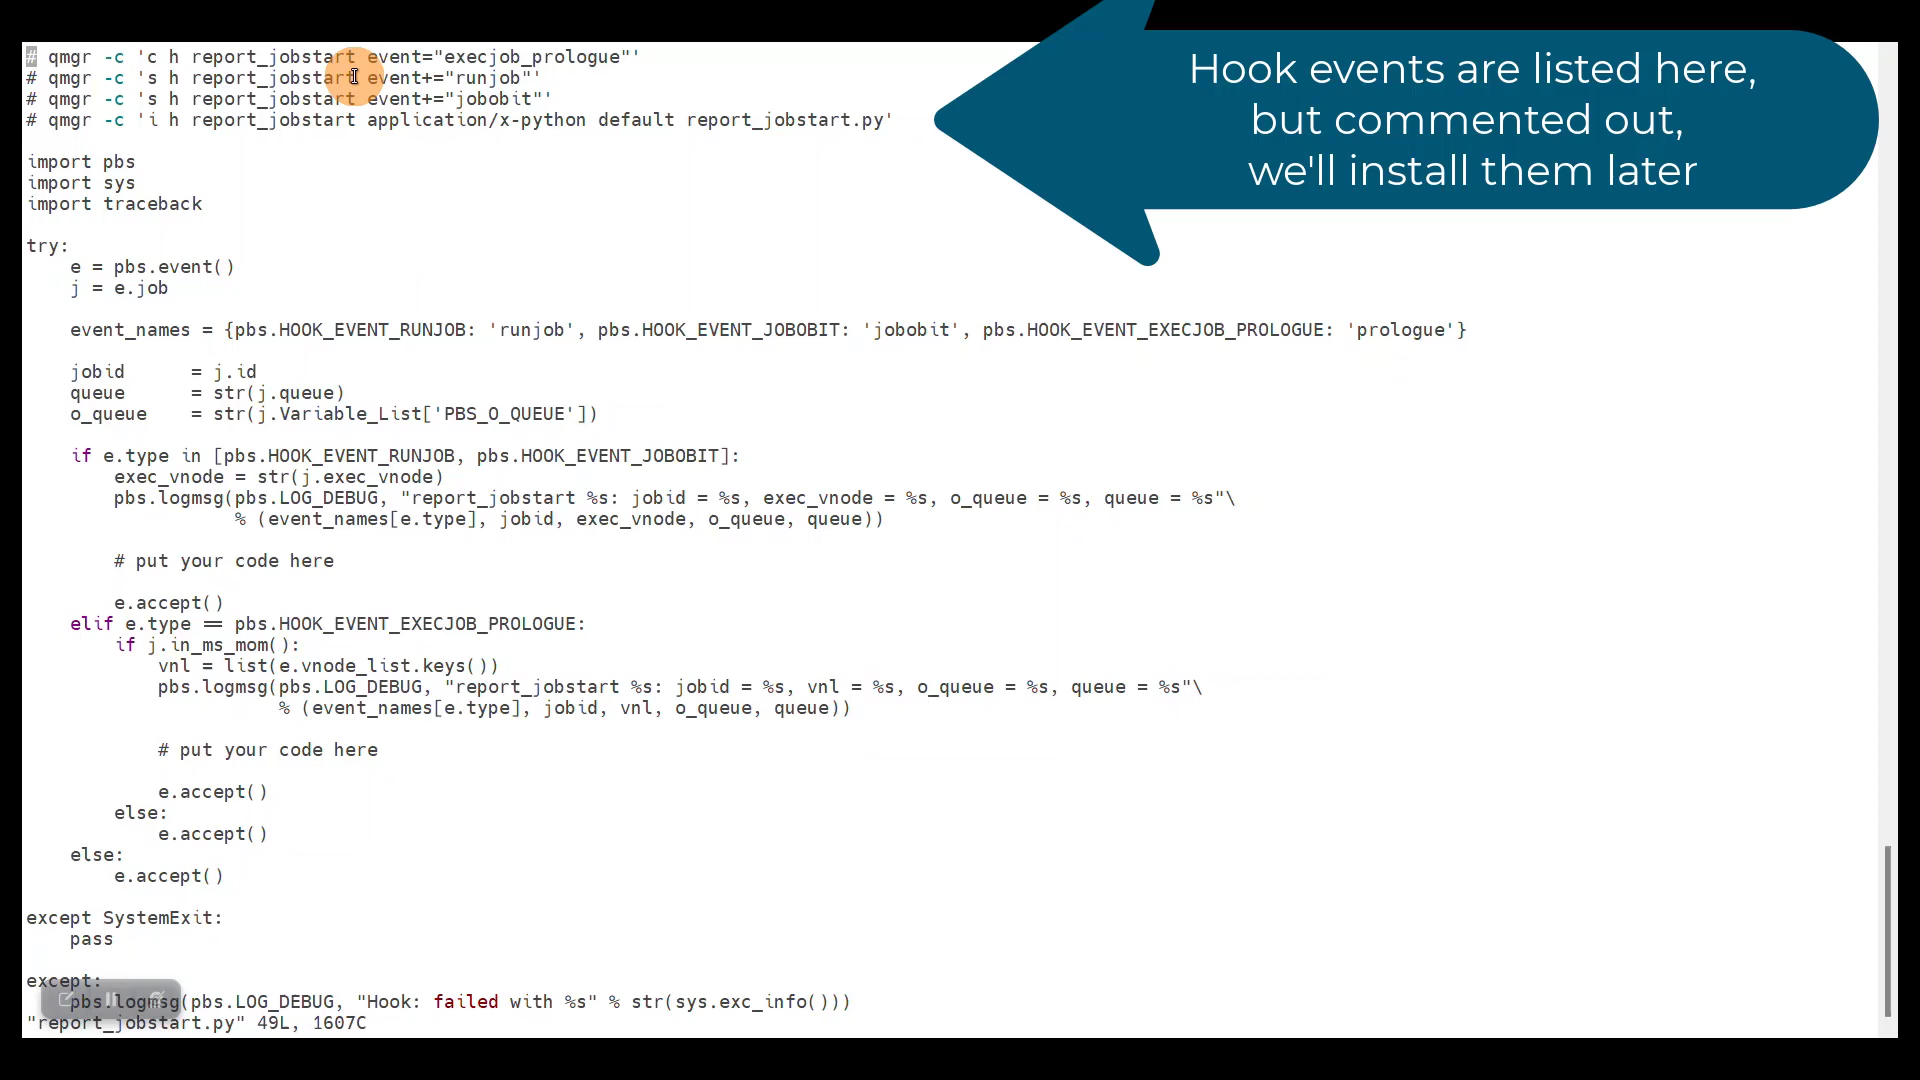 # qmgr -c 'c h report_jobstart event="execjob_prologue"'
# qmgr -c 's h report_jobstart event+="runjob"'
# qmgr -c 's h report_jobstart event+="jobobit"'
# qmgr -c 'i h report_jobstart application/x-python default report_jobstart.py'
Hook events are listed here,
but commented out,
we'll install them later
import pbs
import sys
import traceback
try:
    e = pbs.event()
    j = e.job
    event_names = {pbs.HOOK_EVENT_RUNJOB: 'runjob', pbs.HOOK_EVENT_JOBOBIT: 'jobobit', pbs.HOOK_EVENT_EXECJOB_PROLOGUE: 'prologue'}
    jobid      = j.id
    queue      = str(j.queue)
    o_queue    = str(j.Variable_List['PBS_O_QUEUE'])
    if e.type in [pbs.HOOK_EVENT_RUNJOB, pbs.HOOK_EVENT_JOBOBIT]:
        exec_vnode = str(j.exec_vnode)
        pbs.logmsg(pbs.LOG_DEBUG, "report_jobstart %s: jobid = %s, exec_vnode = %s, o_queue = %s, queue = %s"\
                   % (event_names[e.type], jobid, exec_vnode, o_queue, queue))
        # put your code here
        e.accept()
    elif e.type == pbs.HOOK_EVENT_EXECJOB_PROLOGUE:
        if j.in_ms_mom():
            vnl = list(e.vnode_list.keys())
            pbs.logmsg(pbs.LOG_DEBUG, "report_jobstart %s: jobid = %s, vnl = %s, o_queue = %s, queue = %s"\
                       % (event_names[e.type], jobid, vnl, o_queue, queue))
            # put your code here
            e.accept()
        else:
            e.accept()
    else:
        e.accept()
except SystemExit:
    pass
except:
    pbs.logmsg(pbs.LOG_DEBUG, "Hook: failed with %s" % str(sys.exc_info()))
"report_jobstart.py" 49L, 1607C